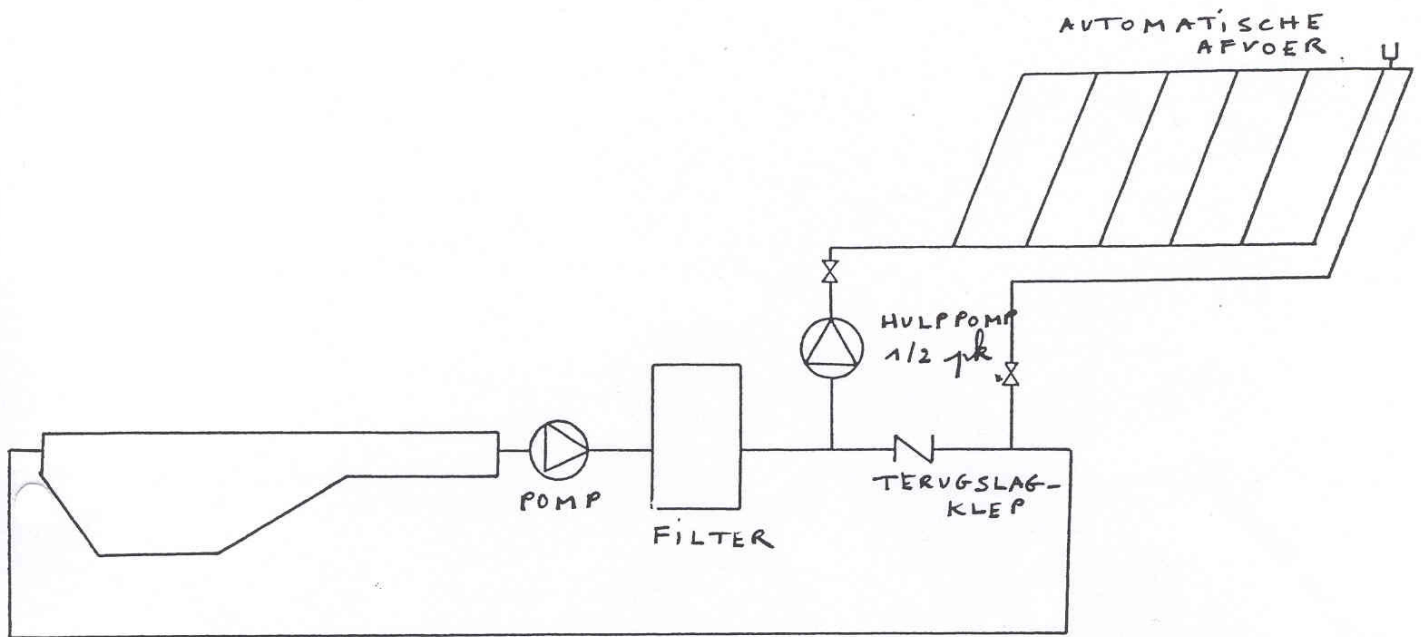 AUTOMATISCHE
AFVOER
HULPPOMP
1/2 pk
POMP
FILTER
TERUGSLAG-
KLEP